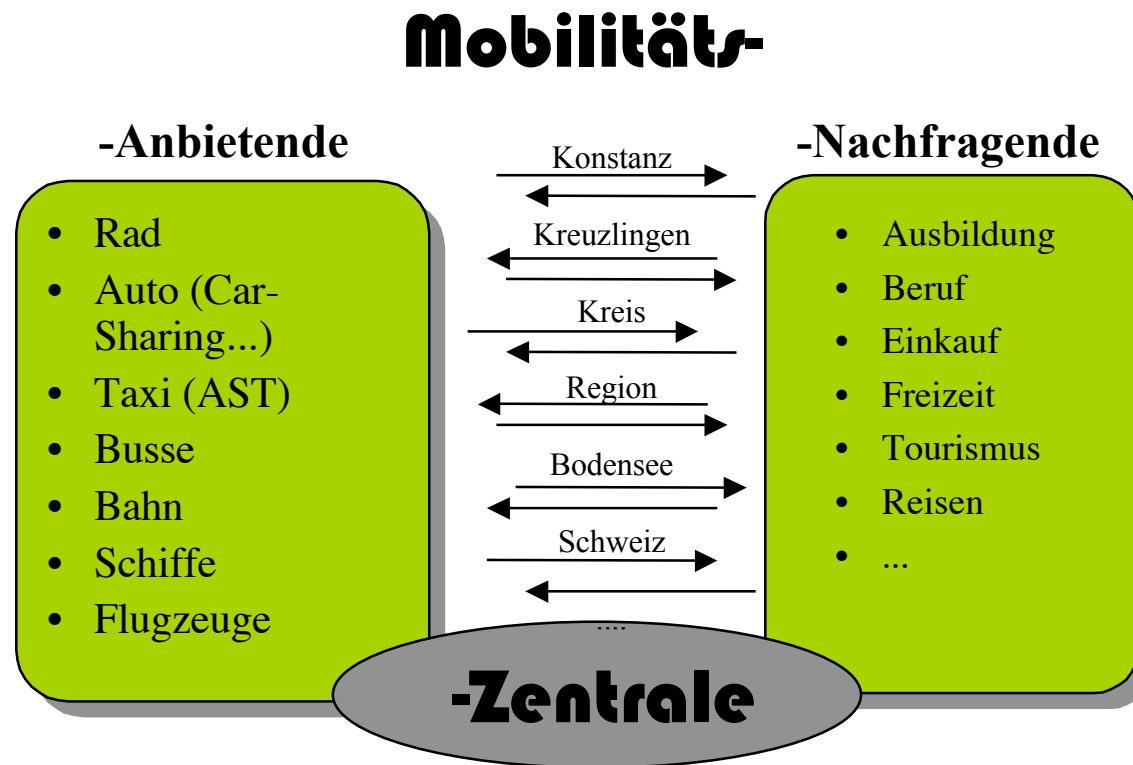 Mobilitäts-
-Anbietende
• Rad
• Auto (Car-
Sharing...)
• Taxi (AST)
• Busse
• Bahn
• Schiffe
• Flugzeuge
Konstanz
Kreuzlingen
Kreis
Region
Bodensee
Schweiz
....
-Nachfragende
• Ausbildung
• Beruf
• Einkauf
• Freizeit
• Tourismus
• Reisen
• ...
-Zentrale